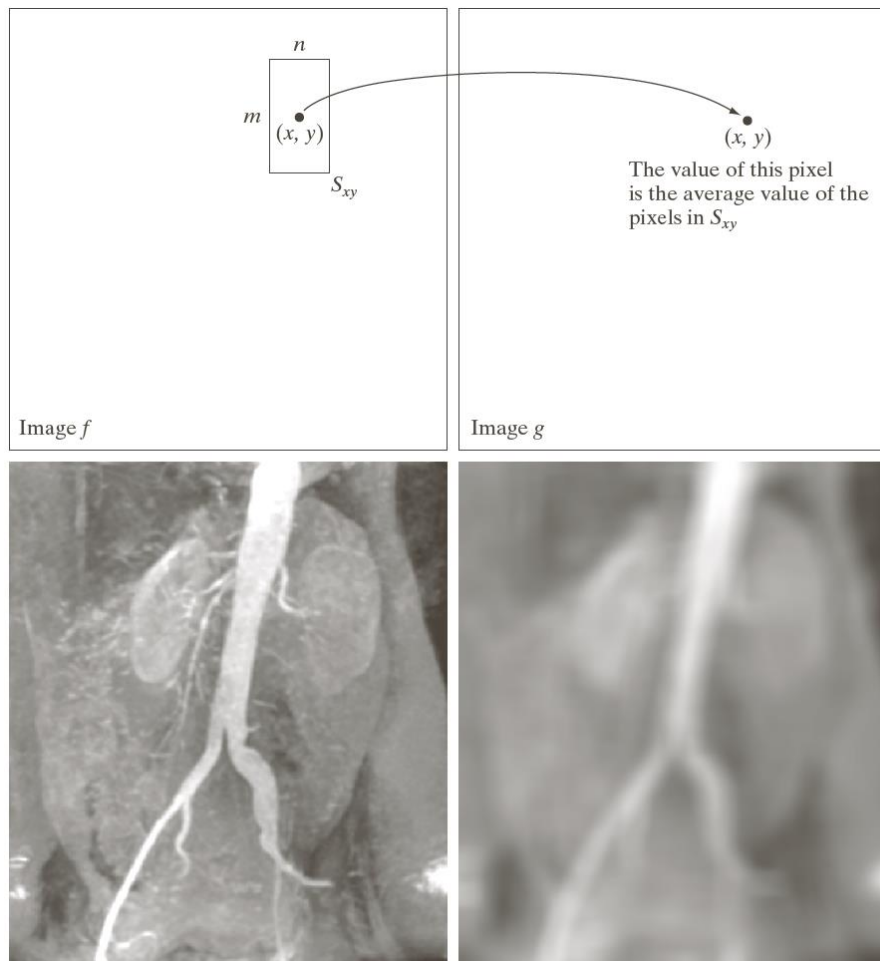 n
m
(x, y)
S_xy
Image f
(x, y)
The value of this pixel
is the average value of the
pixels in S_xy
Image g